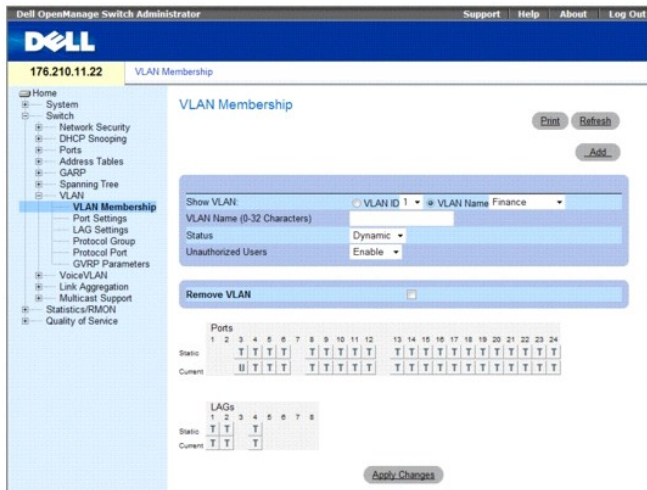 Dell OpenManage Switch Administrator Support Help About Log Out
DELL
176.210.11.22 VLAN Membership
Home
System
Switch
Network Security
DHCP Snooping
Ports
Address Tables
GARP
Spanning Tree
VLAN
VLAN Membership
Port Settings
LAG Settings
Protocol Group
Protocol Port
GVRP Parameters
VoiceVLAN
Link Aggregation
Multicast Support
Statistics/RMON
Quality of Service
VLAN Membership
Print Refresh
Add
Show VLAN: VLAN ID 1 VLAN Name Finance
VLAN Name (0-32 Characters)
Status Dynamic
Unauthorized Users Enable
Remove VLAN
Ports
1 2 3 4 5 6 7 8 9 10 11 12 13 14 15 16 17 18 19 20 21 22 23 24
Static T T T T T T T T T T T T T T T T T T T T T
Current U T T T T T T T T T T T T T T T T T T T T
LAGs
1 2 3 4 5 6 7 8
Static T T T
Current T T T
Apply Changes